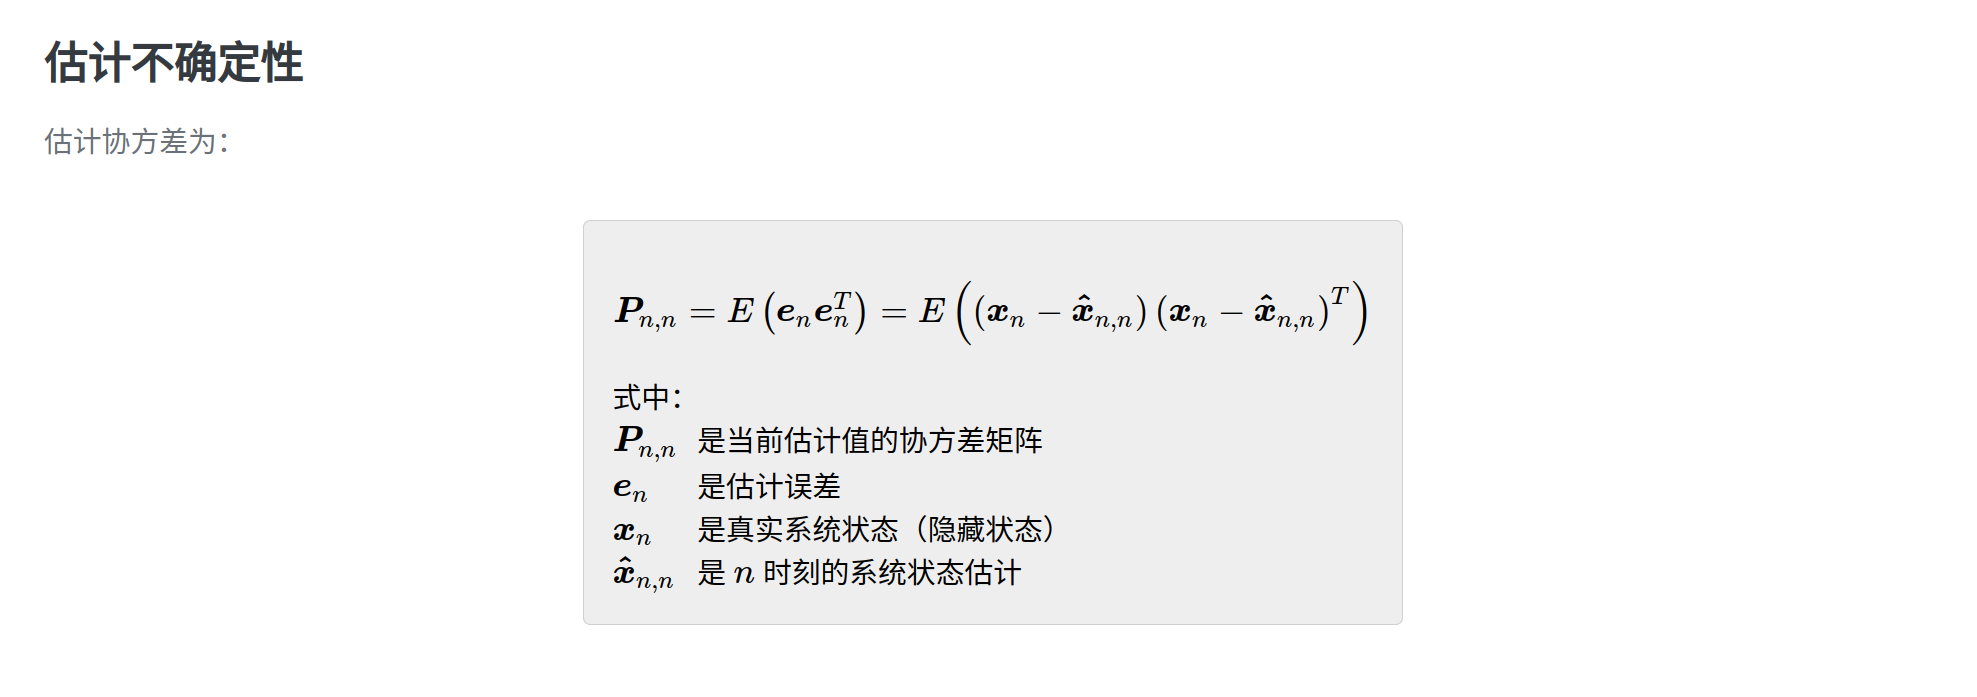 估计不确定性
估计协方差为：
$\boldsymbol{P}_{n,n} = E\left(\boldsymbol{e}_n \boldsymbol{e}_n^T\right) = E\left(\left(\boldsymbol{x}_n - \hat{\boldsymbol{x}}_{n,n}\right)\left(\boldsymbol{x}_n - \hat{\boldsymbol{x}}_{n,n}\right)^T\right)$
式中：
$\boldsymbol{P}_{n,n}$ 是当前估计值的协方差矩阵
$\boldsymbol{e}_n$ 是估计误差
$\boldsymbol{x}_n$ 是真实系统状态（隐藏状态）
$\hat{\boldsymbol{x}}_{n,n}$ 是 $n$ 时刻的系统状态估计